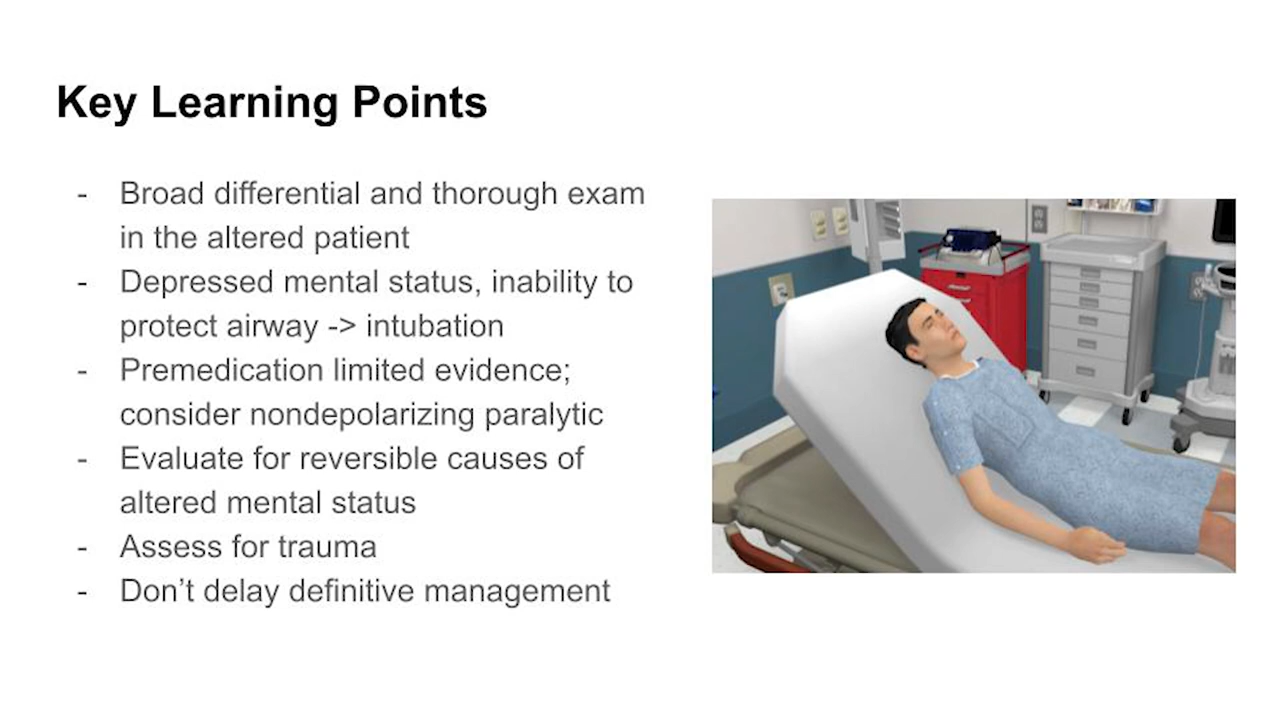 Key Learning Points
- Broad differential and thorough exam
in the altered patient
- Depressed mental status, inability to
protect airway -> intubation
- Premedication limited evidence;
consider nondepolarizing paralytic
- Evaluate for reversible causes of
altered mental status
- Assess for trauma
- Don’t delay definitive management